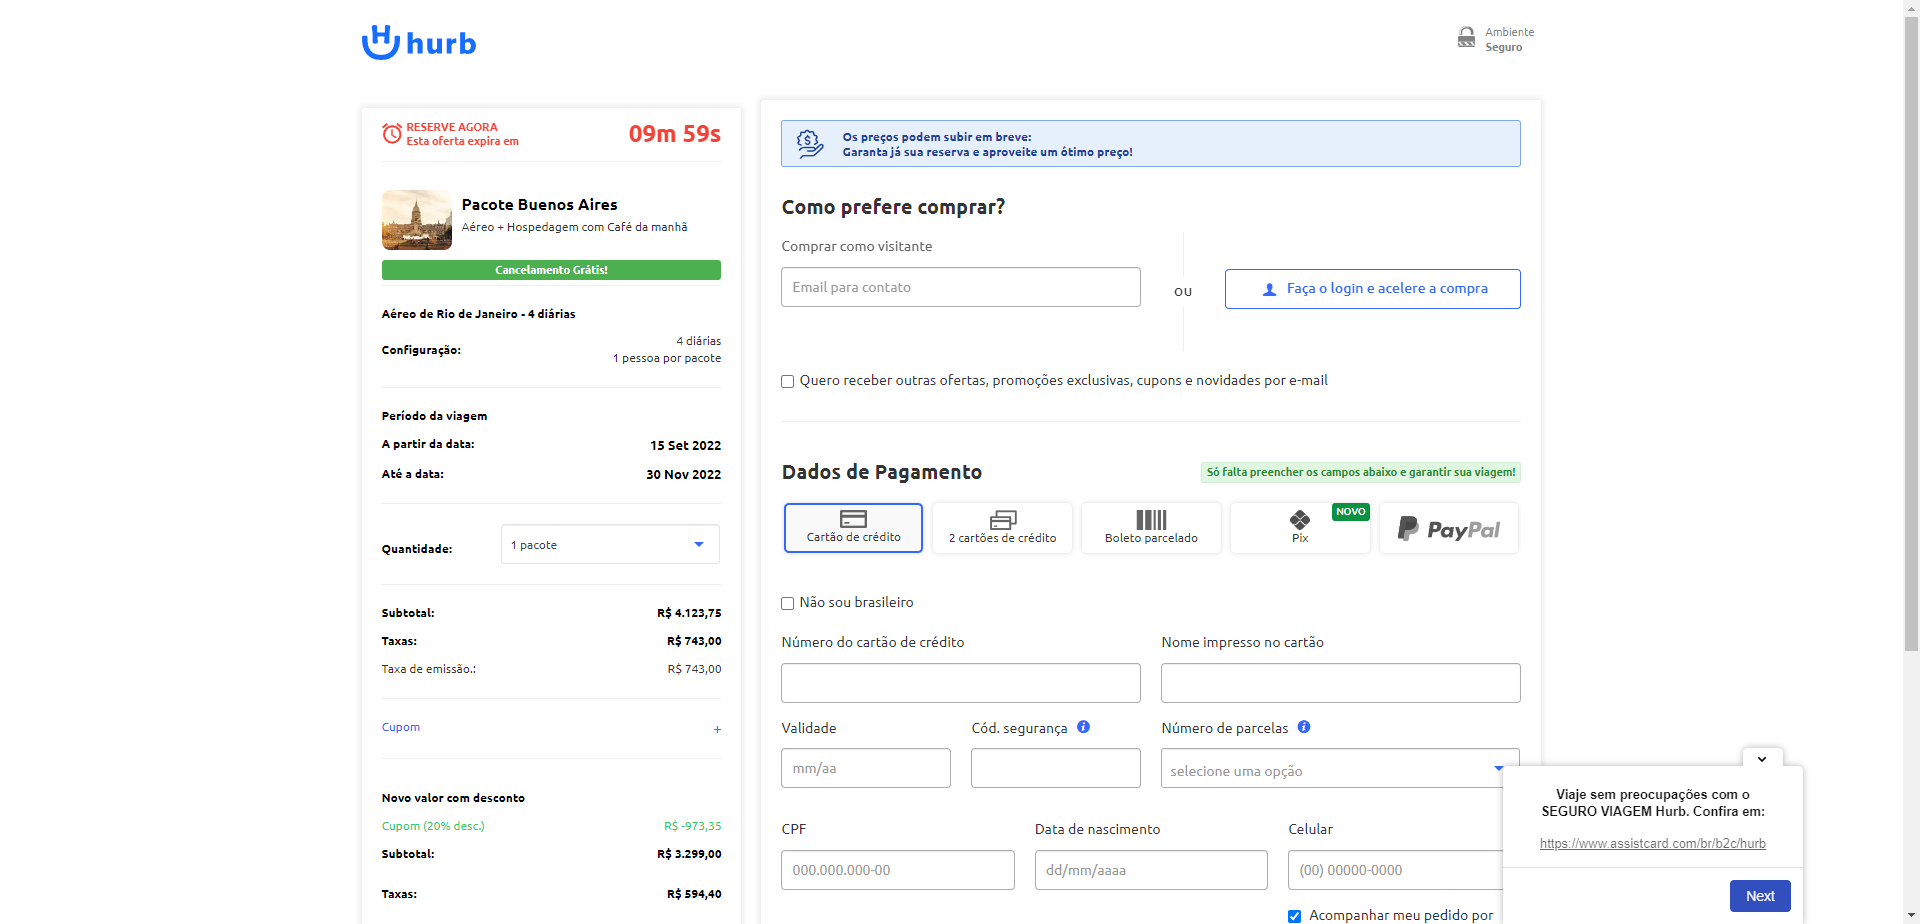 hurb
Ambiente
Seguro
RESERVE AGORA
Esta oferta expira em
09m 59s
Pacote Buenos Aires
Aéreo + Hospedagem com Café da manhã
Cancelamento Grátis!
Aéreo de Rio de Janeiro - 4 diárias
Configuração:
4 diárias
1 pessoa por pacote
Período da viagem
A partir da data:
15 Set 2022
Até a data:
30 Nov 2022
Quantidade:
1 pacote
Subtotal:
R$ 4.123,75
Taxas:
R$ 743,00
Taxa de emissão.:
R$ 743,00
Cupom
+
Novo valor com desconto
Cupom (20% desc.)
R$ -973,35
Subtotal:
R$ 3.299,00
Taxas:
R$ 594,40
Os preços podem subir em breve:
Garanta já sua reserva e aproveite um ótimo preço!
Como prefere comprar?
Comprar como visitante
Email para contato
OU
Faça o login e acelere a compra
Quero receber outras ofertas, promoções exclusivas, cupons e novidades por e-mail
Dados de Pagamento
Só falta preencher os campos abaixo e garantir sua viagem!
Cartão de crédito
2 cartões de crédito
Boleto parcelado
Pix
NOVO
PayPal
Não sou brasileiro
Número do cartão de crédito
Nome impresso no cartão
Validade
Cód. segurança
Número de parcelas
mm/aa
selecione uma opção
CPF
Data de nascimento
Celular
000.000.000-00
dd/mm/aaaa
(00) 00000-0000
Acompanhar meu pedido por
Viaje sem preocupações com o
SEGURO VIAGEM Hurb. Confira em:
https://www.assistcard.com/br/b2c/hurb
Next